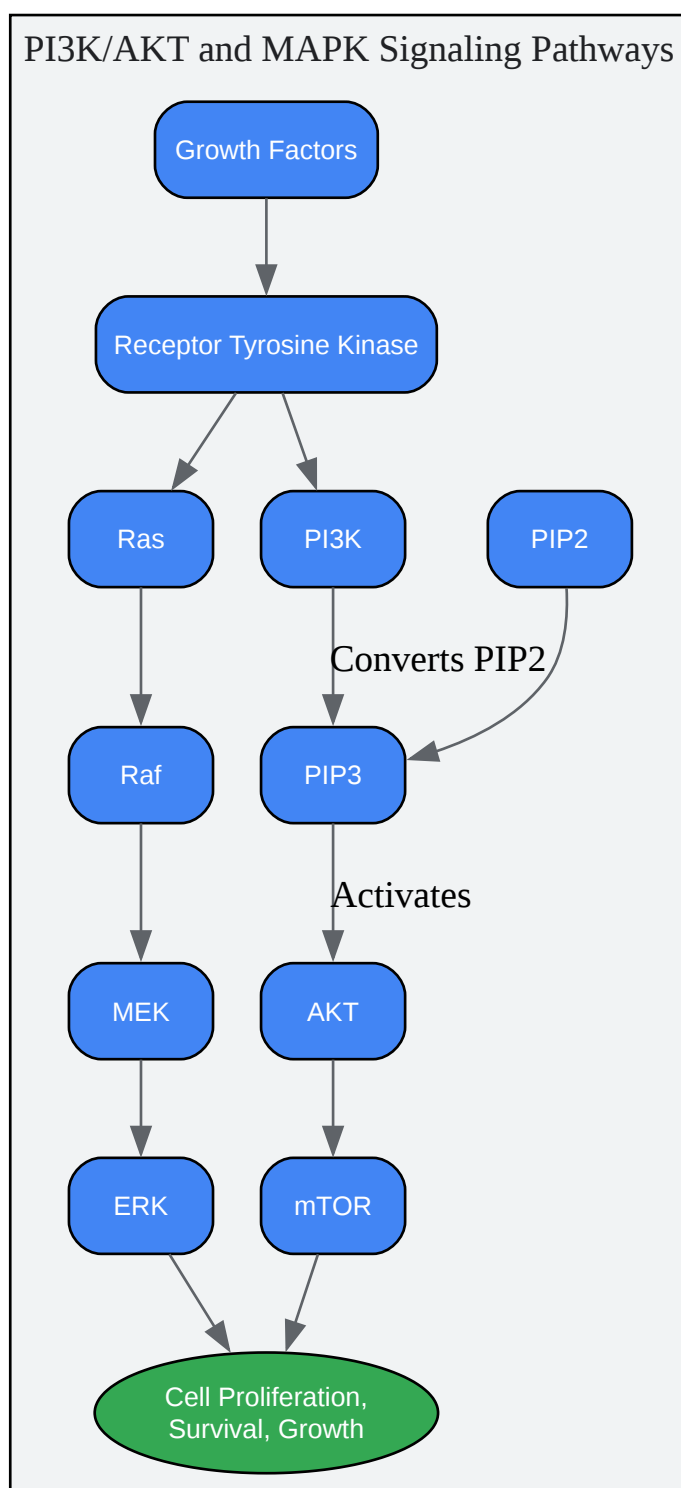 PI3K/AKT and MAPK Signaling Pathways
Growth Factors
Receptor Tyrosine Kinase
Ras
PI3K
PIP2
Converts PIP2
Raf
PIP3
Activates
MEK
AKT
ERK
mTOR
Cell Proliferation,
Survival, Growth